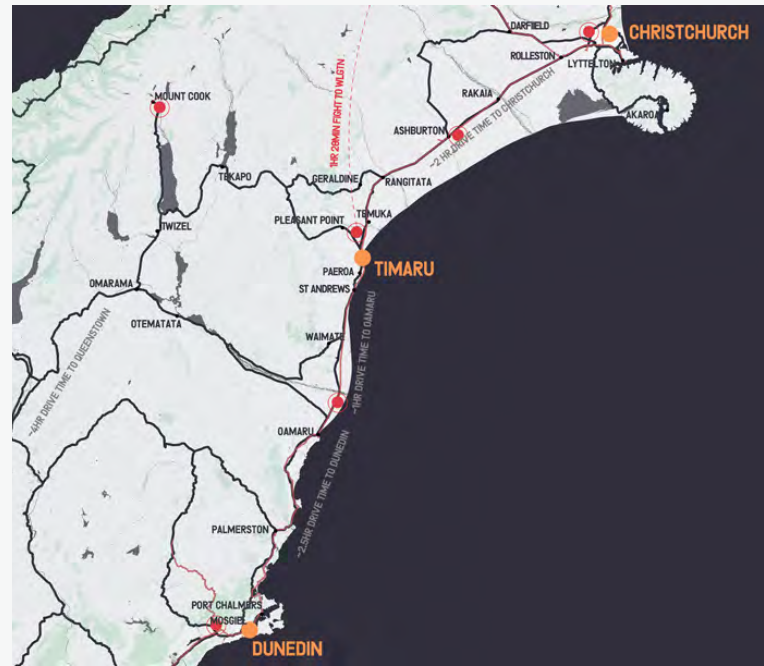 DARFIELD
CHRISTCHURCH
ROLLESTON
LYTTELTON
MOUNT COOK
RAKAIA
AKAROA
1HR 20MIN FIGHT TO WLGTN
ASHBURTON
~2 HR DRIVE TIME TO CHRISTCHURCH
TEKAPO
GERALDINE
RANGITATA
PLEASANT POINT
TEMUKA
TWIZEL
TIMARU
PAEROA
OMARAMA
ST ANDREWS
OTEMATATA
WAIMATE
~4HR DRIVE TIME TO QUEENSTOWN
~1HR DRIVE TIME TO OAMARU
OAMARU
~2.5HR DRIVE TIME TO DUNEDIN
PALMERSTON
PORT CHALMERS
MOSGIEL
DUNEDIN